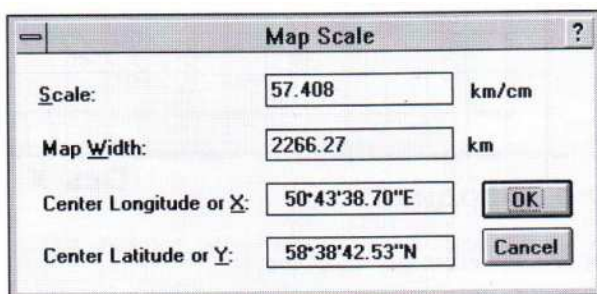 Map Scale ?
Scale: 57.408 km/cm
Map Width: 2266.27 km
Center Longitude or X: 50°43'38.70"E OK
Center Latitude or Y: 58°38'42.53"N Cancel